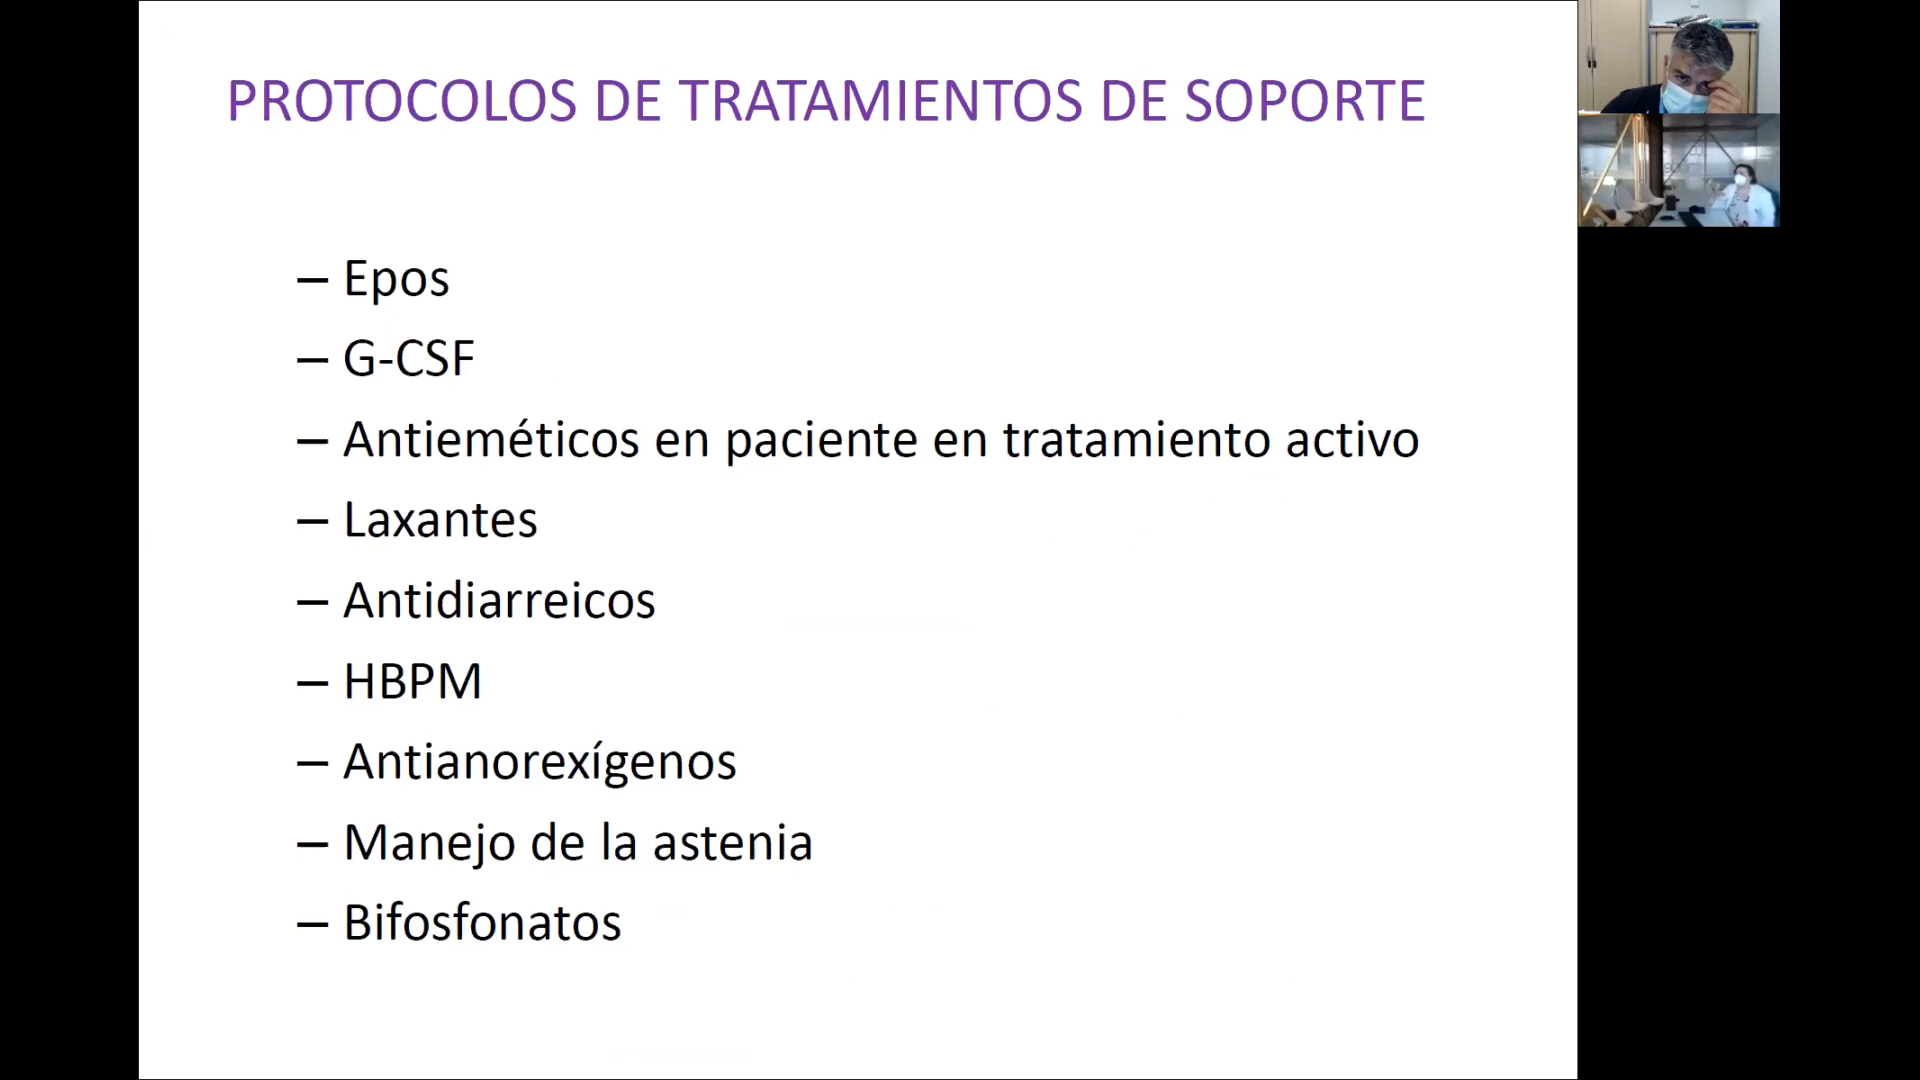 PROTOCOLOS DE TRATAMIENTOS DE SOPORTE
– Epos
– G-CSF
– Antieméticos en paciente en tratamiento activo
– Laxantes
– Antidiarreicos
– HBPM
– Antianorexígenos
– Manejo de la astenia
– Bifosfonatos